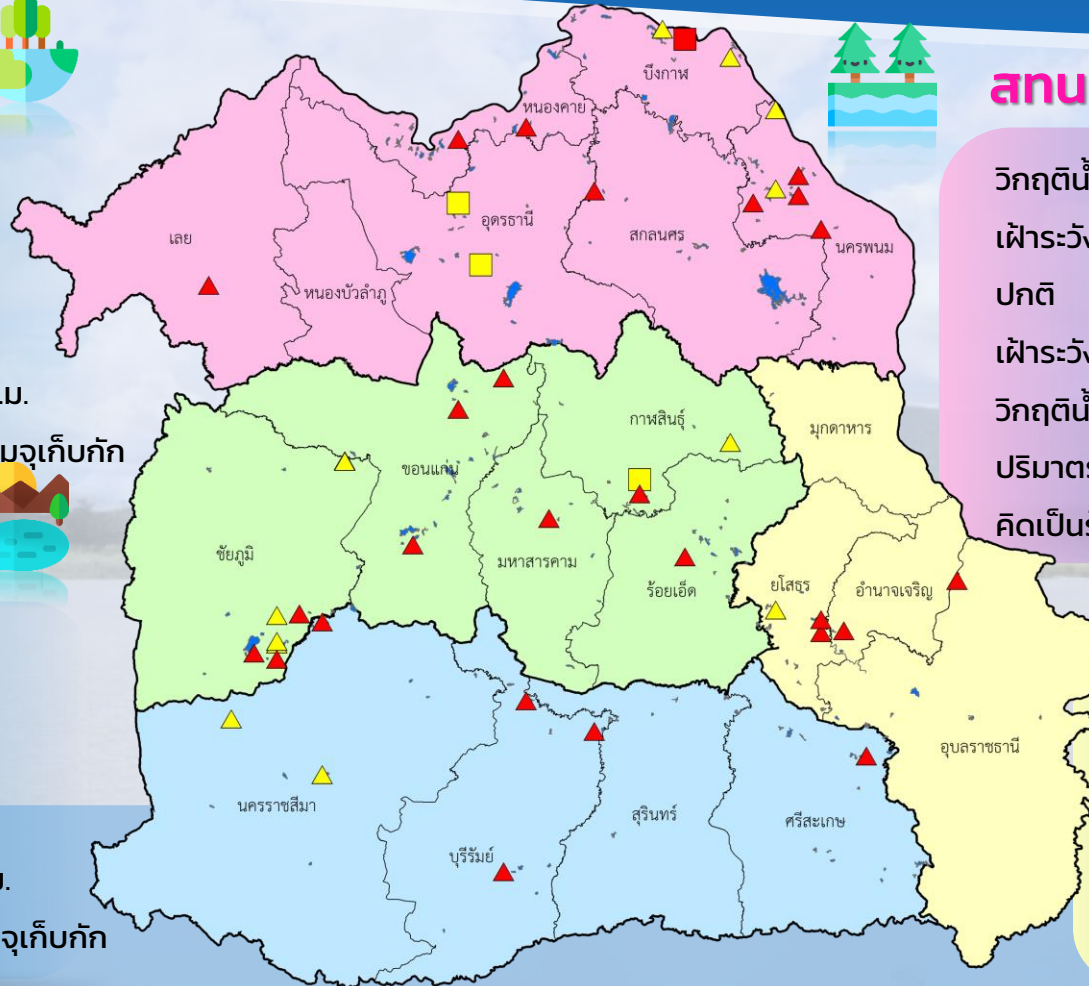 สทน
วิกฤติน้
เฝ้าระวัง
ปกติ
เฝ้าระวัง
วิกฤติน้
ปริมาตร
คิดเป็นร
.ม.
มจุเก็บกัก
ม.
จุเก็บกัก
บึงกาฬ
หนองคาย
อุดรธานี
เลย
สกลนคร
นครพนม
หนองบัวลำภู
กาฬสินธุ์
มุกดาหาร
ขอนแก่น
ชัยภูมิ
มหาสารคาม
ร้อยเอ็ด
ยโสธร
อำนาจเจริญ
อุบลราชธานี
นครราชสีมา
สุรินทร์
ศรีสะเกษ
บุรีรัมย์